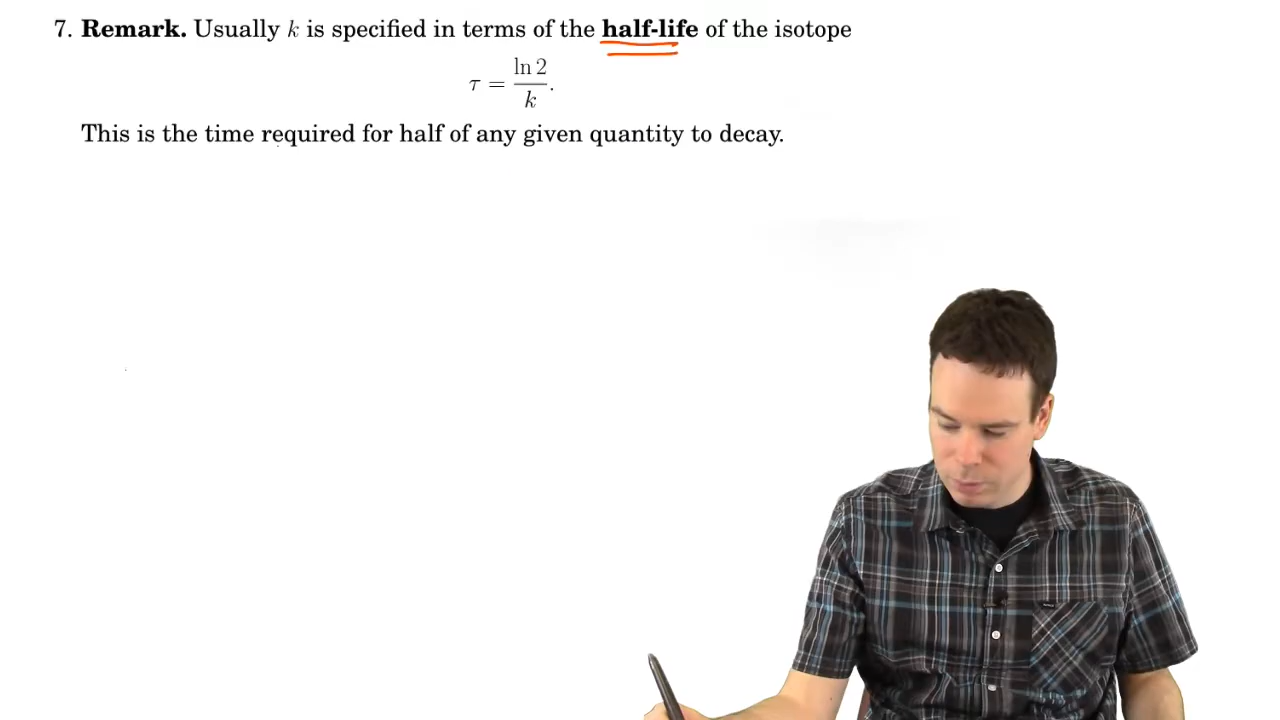 7. Remark. Usually k is specified in terms of the half-life of the isotope
τ = ln 2 / k.
This is the time required for half of any given quantity to decay.